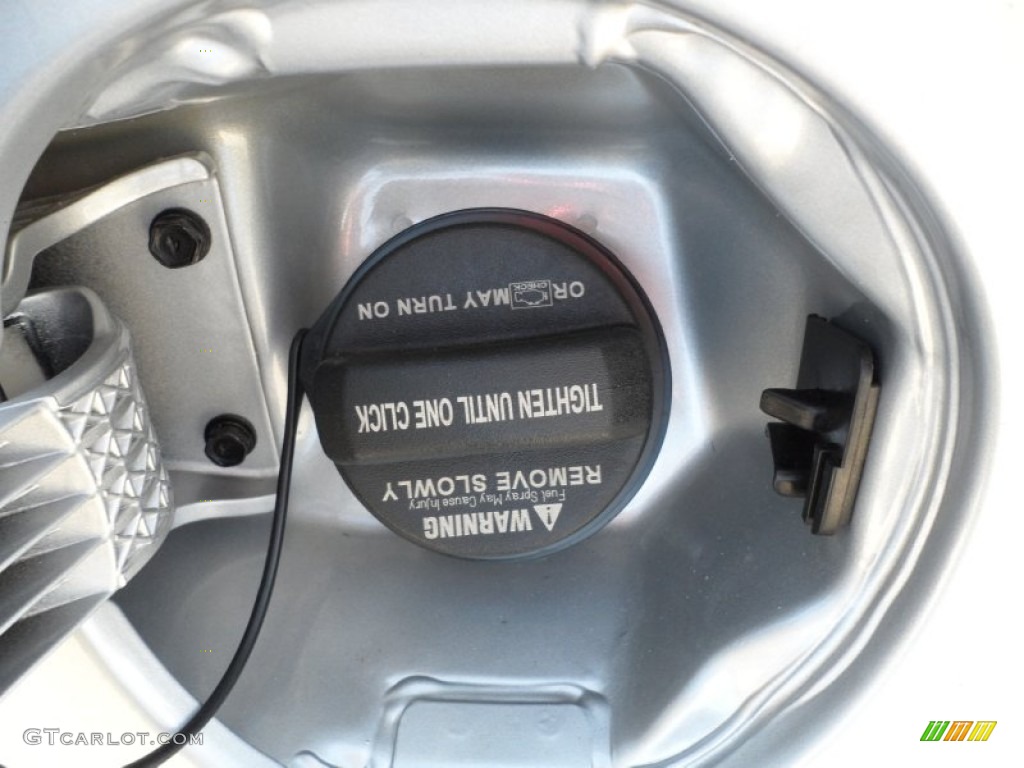 WARNING
Fuel Spray May Cause Injury
REMOVE SLOWLY
TIGHTEN UNTIL ONE CLICK
OR CHECK MAY TURN ON
GTCARLOT.COM